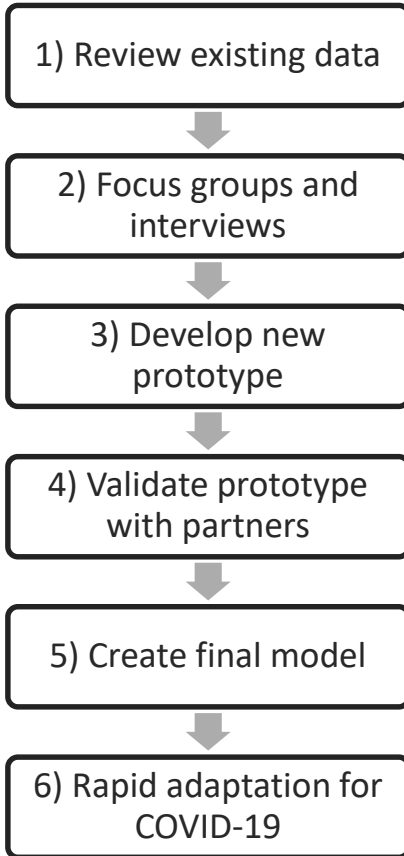 1) Review existing data
2) Focus groups and
interviews
3) Develop new
prototype
4) Validate prototype
with partners
5) Create final model
6) Rapid adaptation for
COVID-19